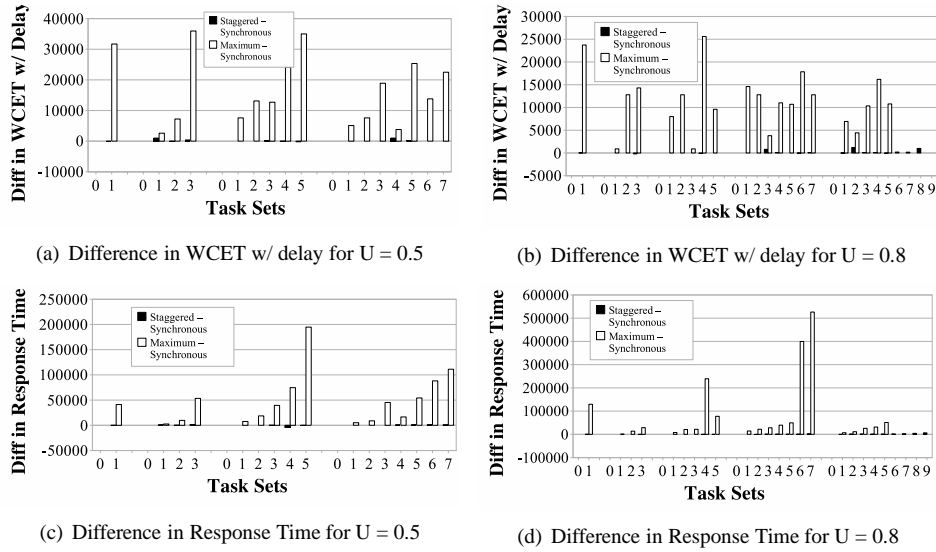 Diff in WCET w/ Delay
40000
30000
20000
10000
0
-10000
Staggered – Synchronous
Maximum – Synchronous
0 1 0 1 2 3 0 1 2 3 4 5 0 1 2 3 4 5 6 7
Task Sets
(a) Difference in WCET w/ delay for U = 0.5
Diff in WCET w/ Delay
30000
25000
20000
15000
10000
5000
0
-5000
Staggered – Synchronous
Maximum – Synchronous
0 1 0 1 2 3 0 1 2 3 4 5 0 1 2 3 4 5 6 7 0 1 2 3 4 5 6 7 8 9
Task Sets
(b) Difference in WCET w/ delay for U = 0.8
Diff in Response Time
250000
200000
150000
100000
50000
0
-50000
Staggered – Synchronous
Maximum – Synchronous
0 1 0 1 2 3 0 1 2 3 4 5 0 1 2 3 4 5 6 7
Task Sets
(c) Difference in Response Time for U = 0.5
Diff in Response Time
600000
500000
400000
300000
200000
100000
0
-100000
Staggered – Synchronous
Maximum – Synchronous
0 1 0 1 2 3 0 1 2 3 4 5 0 1 2 3 4 5 6 7 0 1 2 3 4 5 6 7 8 9
Task Sets
(d) Difference in Response Time for U = 0.8